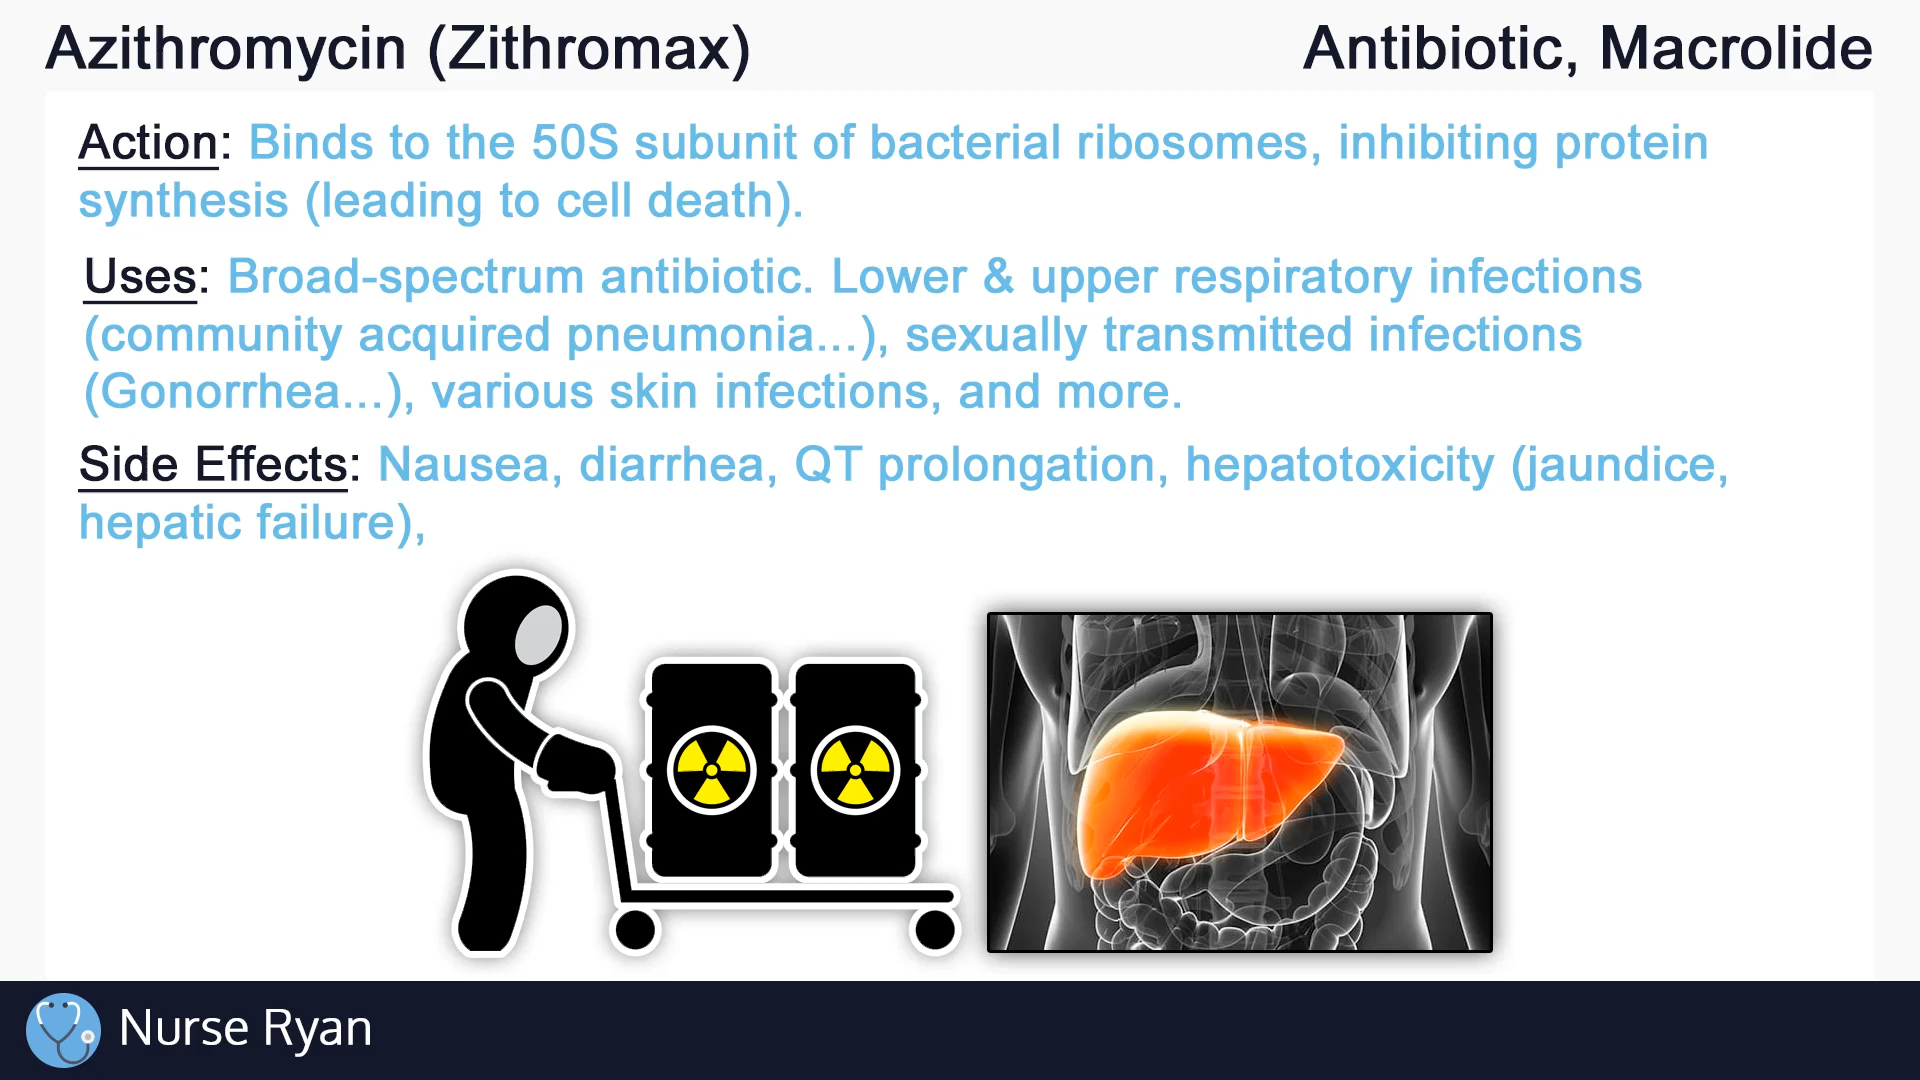 Azithromycin (Zithromax)
Antibiotic, Macrolide
Action: Binds to the 50S subunit of bacterial ribosomes, inhibiting protein
synthesis (leading to cell death).
Uses: Broad-spectrum antibiotic. Lower & upper respiratory infections
(community acquired pneumonia...), sexually transmitted infections
(Gonorrhea...), various skin infections, and more.
Side Effects: Nausea, diarrhea, QT prolongation, hepatotoxicity (jaundice,
hepatic failure),
Nurse Ryan